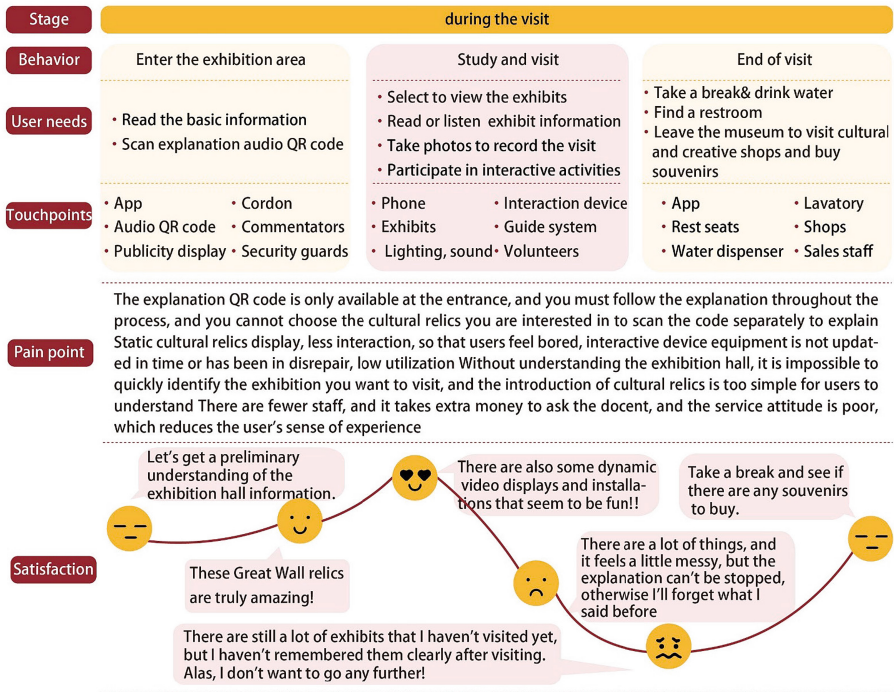 Stage
during the visit
Behavior
Enter the exhibition area
Study and visit
End of visit
User needs
• Read the basic information
• Scan explanation audio QR code
• Select to view the exhibits
• Read or listen exhibit information
• Take photos to record the visit
• Participate in interactive activities
• Take a break& drink water
• Find a restroom
• Leave the museum to visit cultural
and creative shops and buy
souvenirs
Touchpoints
• App
• Audio QR code
• Publicity display
• Cordon
• Commentators
• Security guards
• Phone
• Exhibits
• Lighting, sound
• Interaction device
• Guide system
• Volunteers
• App
• Rest seats
• Water dispenser
• Lavatory
• Shops
• Sales staff
Pain point
The explanation QR code is only available at the entrance, and you must follow the explanation throughout the
process, and you cannot choose the cultural relics you are interested in to scan the code separately to explain
Static cultural relics display, less interaction, so that users feel bored, interactive device equipment is not updat-
ed in time or has been in disrepair, low utilization Without understanding the exhibition hall, it is impossible to
quickly identify the exhibition you want to visit, and the introduction of cultural relics is too simple for users to
understand There are fewer staff, and it takes extra money to ask the docent, and the service attitude is poor,
which reduces the user's sense of experience
Satisfaction
Let's get a preliminary
understanding of the
exhibition hall information.
These Great Wall relics
are truly amazing!
There are also some dynamic
video displays and installa-
tions that seem to be fun!!
There are a lot of things, and
it feels a little messy, but the
explanation can't be stopped,
otherwise I'll forget what I
said before
There are still a lot of exhibits that I haven't visited yet,
but I haven't remembered them clearly after visiting.
Alas, I don't want to go any further!
Take a break and see if
there are any souvenirs
to buy.